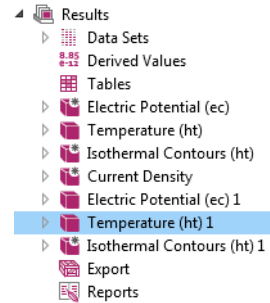 Results
Data Sets
8.85
e-12 Derived Values
Tables
Electric Potential (ec)
Temperature (ht)
Isothermal Contours (ht)
Current Density
Electric Potential (ec) 1
Temperature (ht) 1
Isothermal Contours (ht) 1
Export
Reports